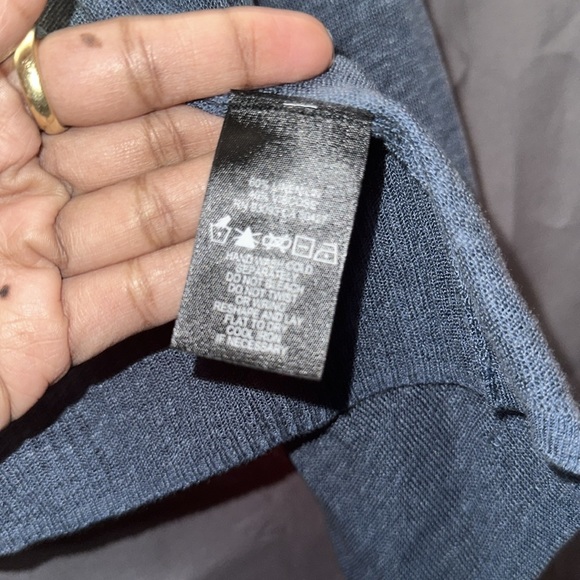 HAND WASH COLD
SEPARATELY
DO NOT BLEACH
DO NOT TWIST
OR WRING
RESHAPE AND LAY
FLAT TO DRY
COOL IRON
IF NECESSARY